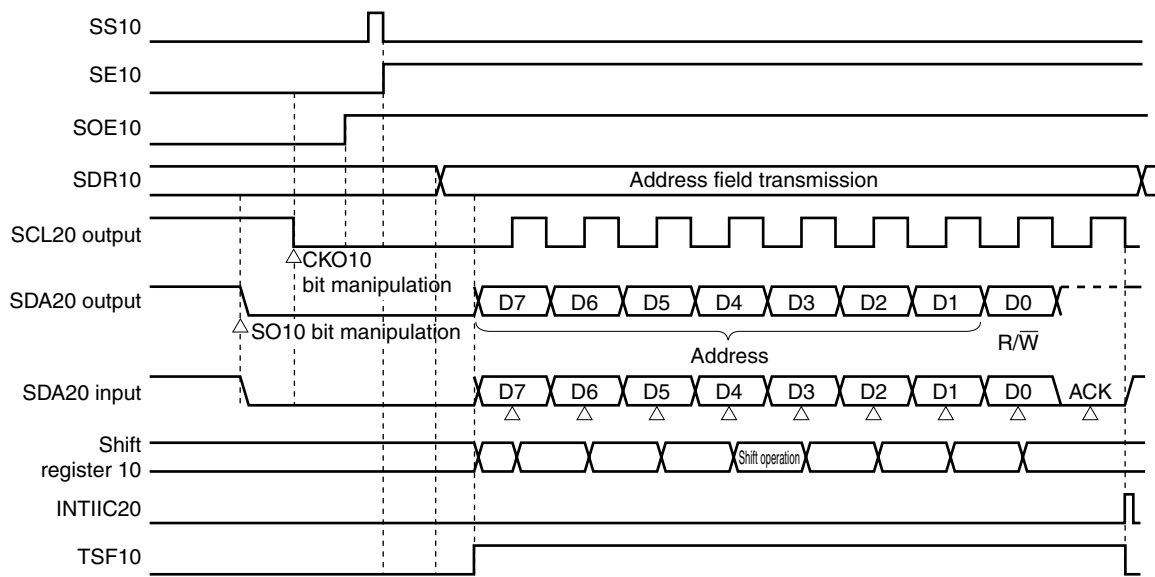 SS10
SE10
SOE10
SDR10
Address field transmission
SCL20 output
CKO10
bit manipulation
SDA20 output
D7 D6 D5 D4 D3 D2 D1 D0
SO10 bit manipulation
Address
R/W̅
SDA20 input
D7 D6 D5 D4 D3 D2 D1 D0 ACK
Shift
register 10
Shift operation
INTIIC20
TSF10